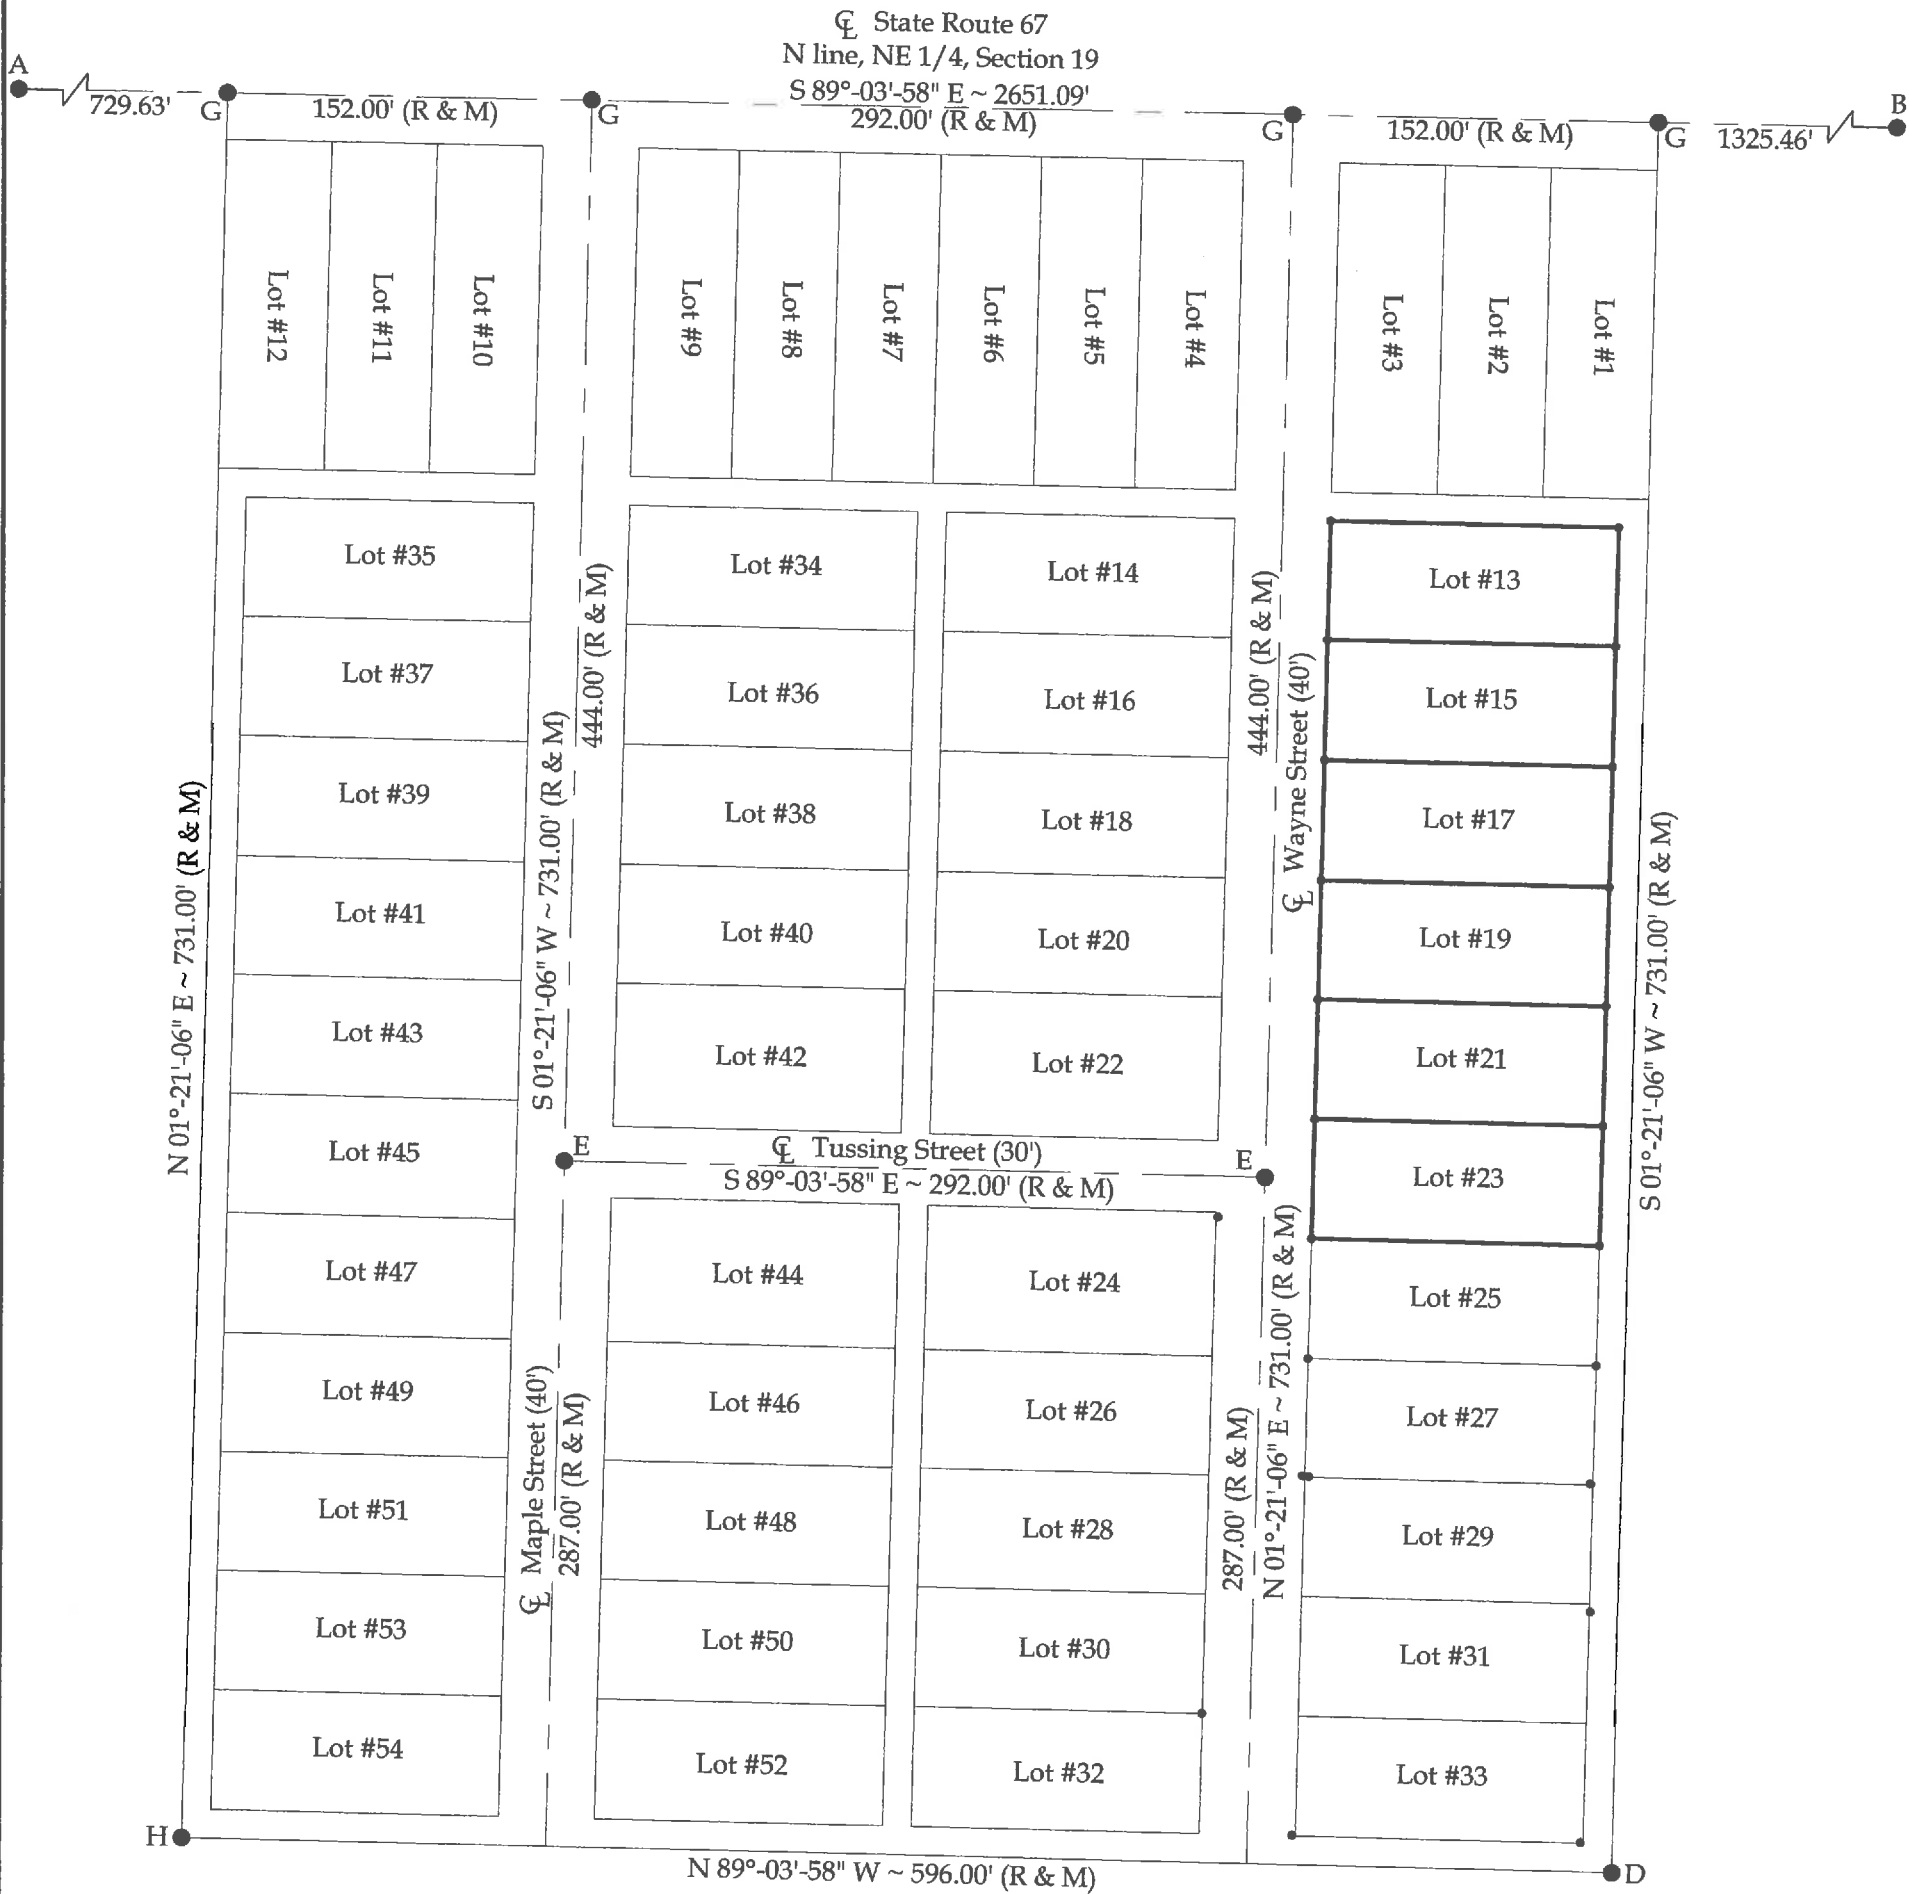 ℄ State Route 67
N line, NE 1/4, Section 19
S 89°-03'-58" E ~ 2651.09'
A
729.63'
G
152.00' (R & M)
G
292.00' (R & M)
G
152.00' (R & M)
G
1325.46'
B
Lot #12
Lot #11
Lot #10
Lot #9
Lot #8
Lot #7
Lot #6
Lot #5
Lot #4
Lot #3
Lot #2
Lot #1
Lot #35
Lot #37
Lot #39
Lot #41
Lot #43
Lot #45
Lot #47
Lot #49
Lot #51
Lot #53
Lot #54
N 01°-21'-06" E ~ 731.00' (R & M)
S 01°-21'-06" W ~ 731.00' (R & M)
444.00' (R & M)
℄ Maple Street (40')
287.00' (R & M)
Lot #34
Lot #36
Lot #38
Lot #40
Lot #42
Lot #14
Lot #16
Lot #18
Lot #20
Lot #22
E
℄ Tussing Street (30')
S 89°-03'-58" E ~ 292.00' (R & M)
E
Lot #44
Lot #46
Lot #48
Lot #50
Lot #52
Lot #24
Lot #26
Lot #28
Lot #30
Lot #32
444.00' (R & M)
℄ Wayne Street (40')
287.00' (R & M)
N 01°-21'-06" E ~ 731.00' (R & M)
Lot #13
Lot #15
Lot #17
Lot #19
Lot #21
Lot #23
Lot #25
Lot #27
Lot #29
Lot #31
Lot #33
S 01°-21'-06" W ~ 731.00' (R & M)
H
N 89°-03'-58" W ~ 596.00' (R & M)
D